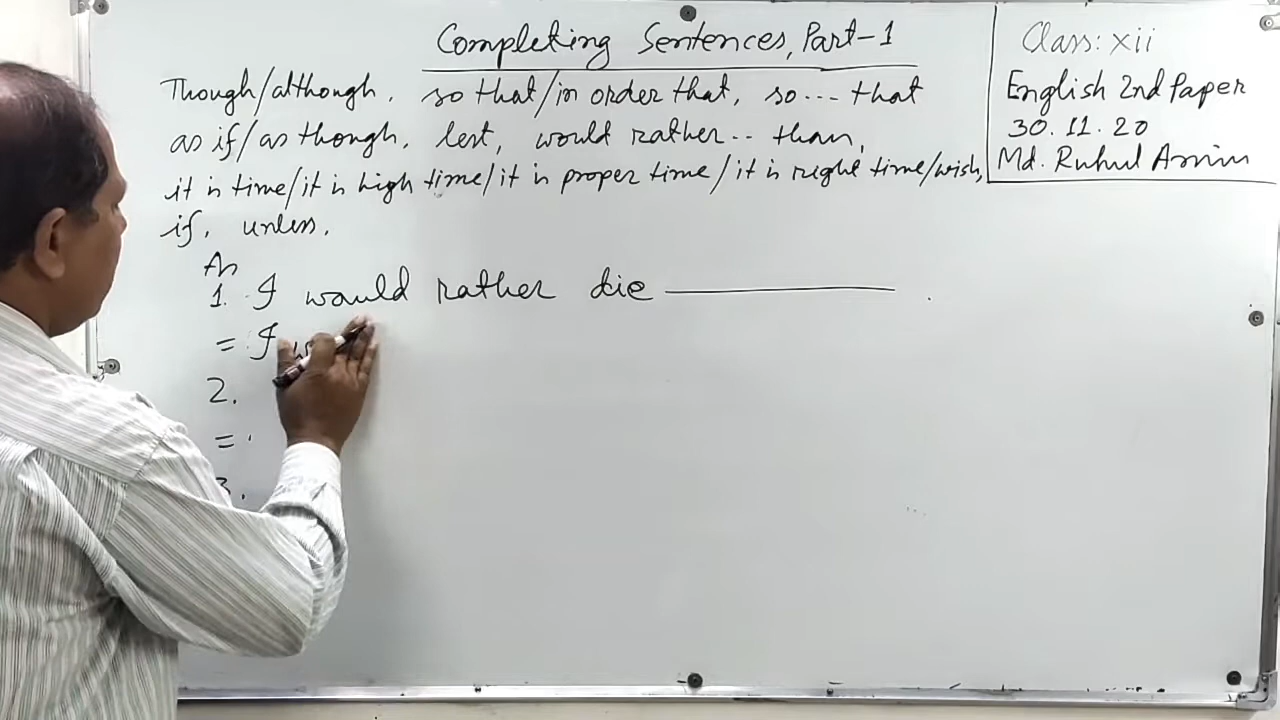 Completing Sentences, Part-1
Though/although, so that/in order that, so... that
as if/as though, lest, would rather.. than,
it is time/it is high time/it is proper time/it is right time/wish,
if, unless.
Class: xii
English 2nd Paper
30.11.20
Md. Ruhul Amin
1. I would rather die ________ .
= I
2.
= .
3.